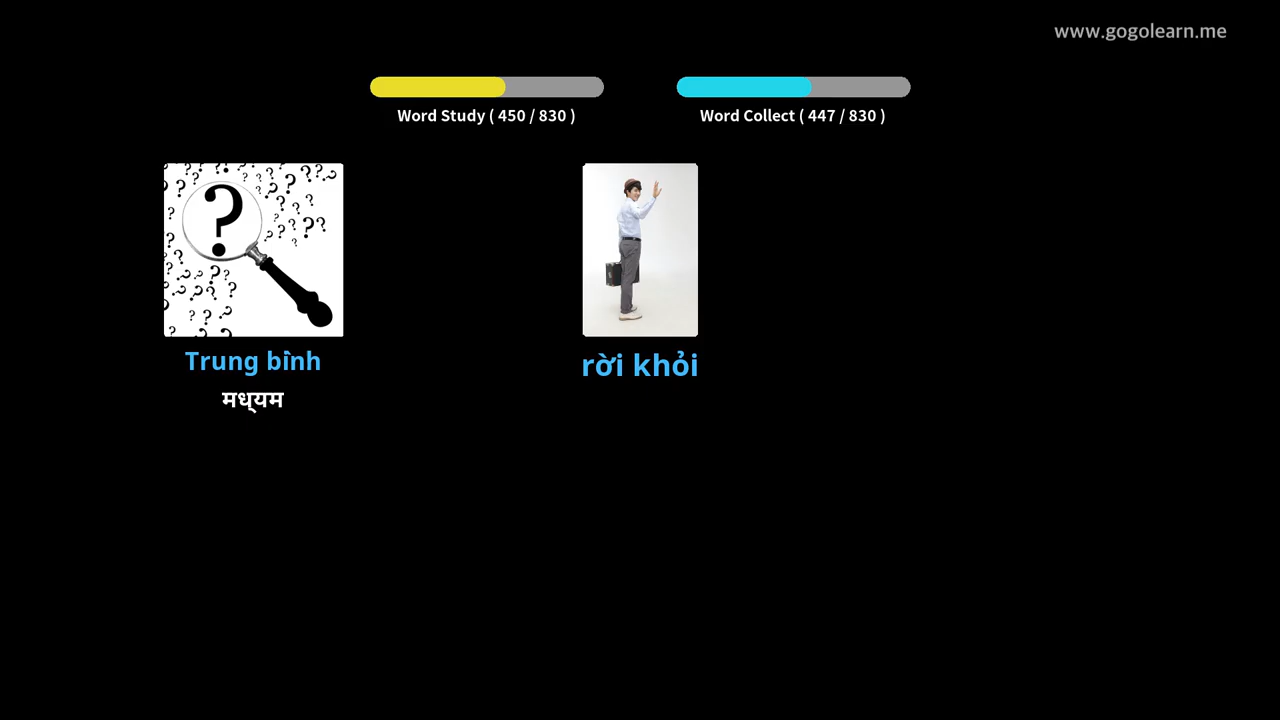 www.gogolearn.me
Word Study ( 450 / 830 )
Word Collect ( 447 / 830 )
Trung bình
मध्यम
rời khỏi